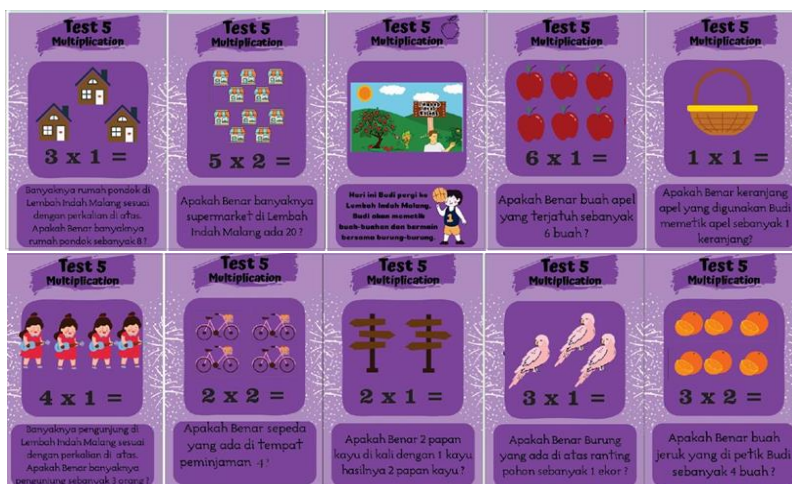 Test 5
Multiplication
3 x 1 =
Banyaknya rumah pondok di
Lembah Indah Malang sesuai
dengan perkalian di atas.
Apakah Benar banyaknya
rumah pondok sebanyak 8 ?
Test 5
Multiplication
5 x 2 =
Apakah Benar banyaknya
supermarket di Lembah
Indah Malang ada 20 ?
Test 5
Multiplication
Hari ini Budi pergi ke
Lembah Indah Malang.
Budi akan memetik
buah-buahan dan bermain
bersama burung-burung.
Test 5
Multiplication
6 x 1 =
Apakah Benar buah apel
yang terjatuh sebanyak
6 buah ?
Test 5
Multiplication
1 x 1 =
Apakah Benar keranjang
apel yang digunakan Budi
memetik apel sebanyak 1
keranjang?
Test 5
Multiplication
4 x 1 =
Banyaknya pengunjung di
Lembah Indah Malang sesuai
dengan perkalian di atas.
Apakah Benar banyaknya
pengunjung sebanyak 3 orang ?
Test 5
Multiplication
2 x 2 =
Apakah Benar sepeda
yang ada di tempat
peminjaman 4 ?
Test 5
Multiplication
2 x 1 =
Apakah Benar 2 papan
kayu di kali dengan 1 kayu
hasilnya 2 papan kayu ?
Test 5
Multiplication
3 x 1 =
Apakah Benar Burung
yang ada di atas ranting
pohon sebanyak 1 ekor ?
Test 5
Multiplication
3 x 2 =
Apakah Benar buah
jeruk yang di petik Budi
sebanyak 4 buah ?